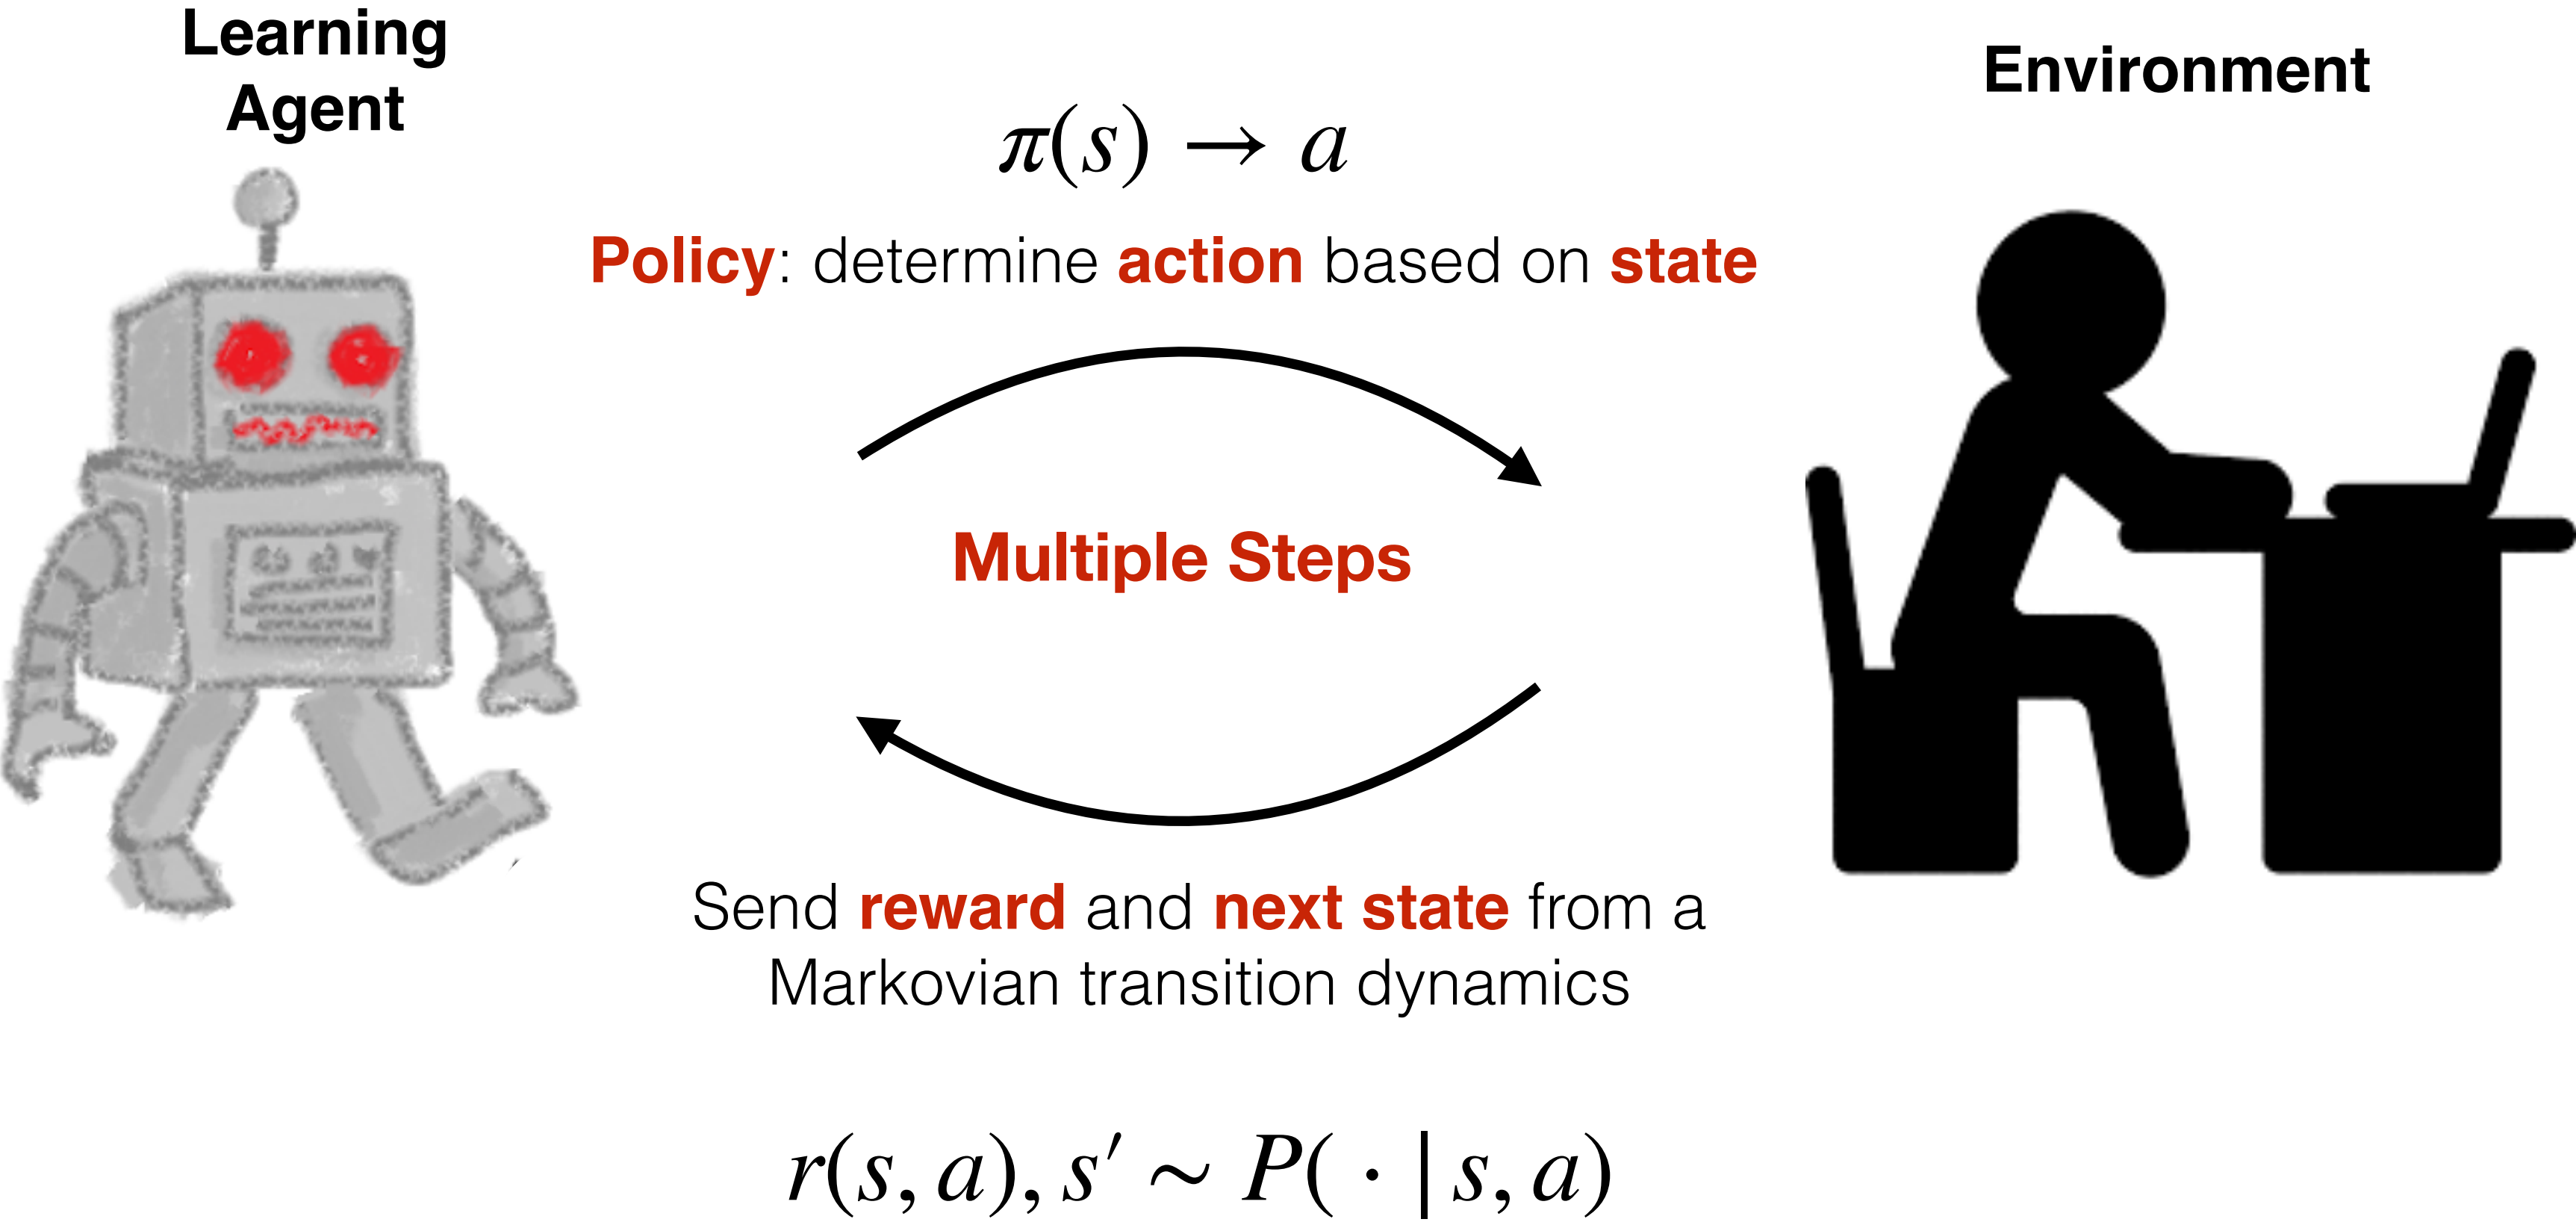 Learning
Agent
Environment
π(s) → a
Policy: determine action based on state
Multiple Steps
Send reward and next state from a
Markovian transition dynamics
r(s, a), s′ ∼ P( · | s, a)